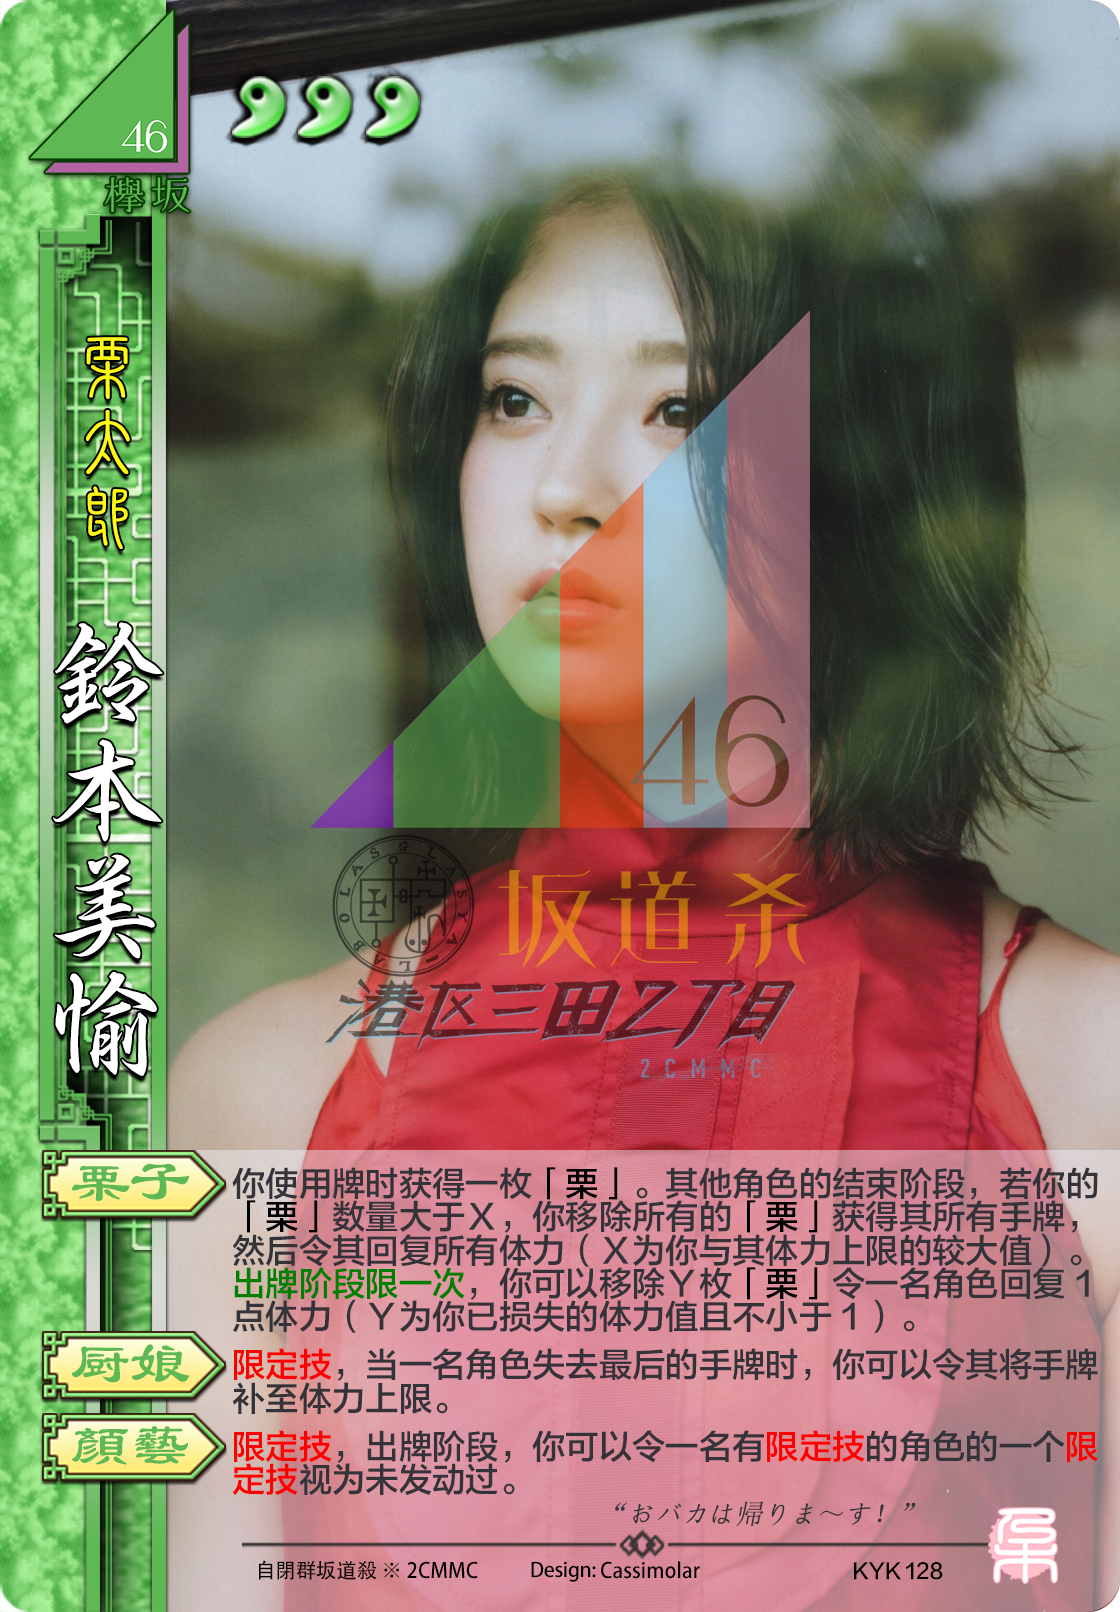 46
欅坂
栗太郎
鈴本美愉
46
GLASYALABOLAS
坂道杀
港区三田2丁目
2CMMC
栗子
你使用牌时获得一枚「栗」。其他角色的结束阶段，若你的
「栗」数量大于X，你移除所有的「栗」获得其所有手牌，
然后令其回复所有体力（X为你与其体力上限的较大值）。
出牌阶段限一次，你可以移除Y枚「栗」令一名角色回复1
点体力（Y为你已损失的体力值且不小于1）。
厨娘
限定技，当一名角色失去最后的手牌时，你可以令其将手牌
补至体力上限。
顏藝
限定技，出牌阶段，你可以令一名有限定技的角色的一个限
定技视为未发动过。
“おバカは帰りま～す！”
自閉群坂道殺 ※ 2CMMC
Design: Cassimolar
KYK 128